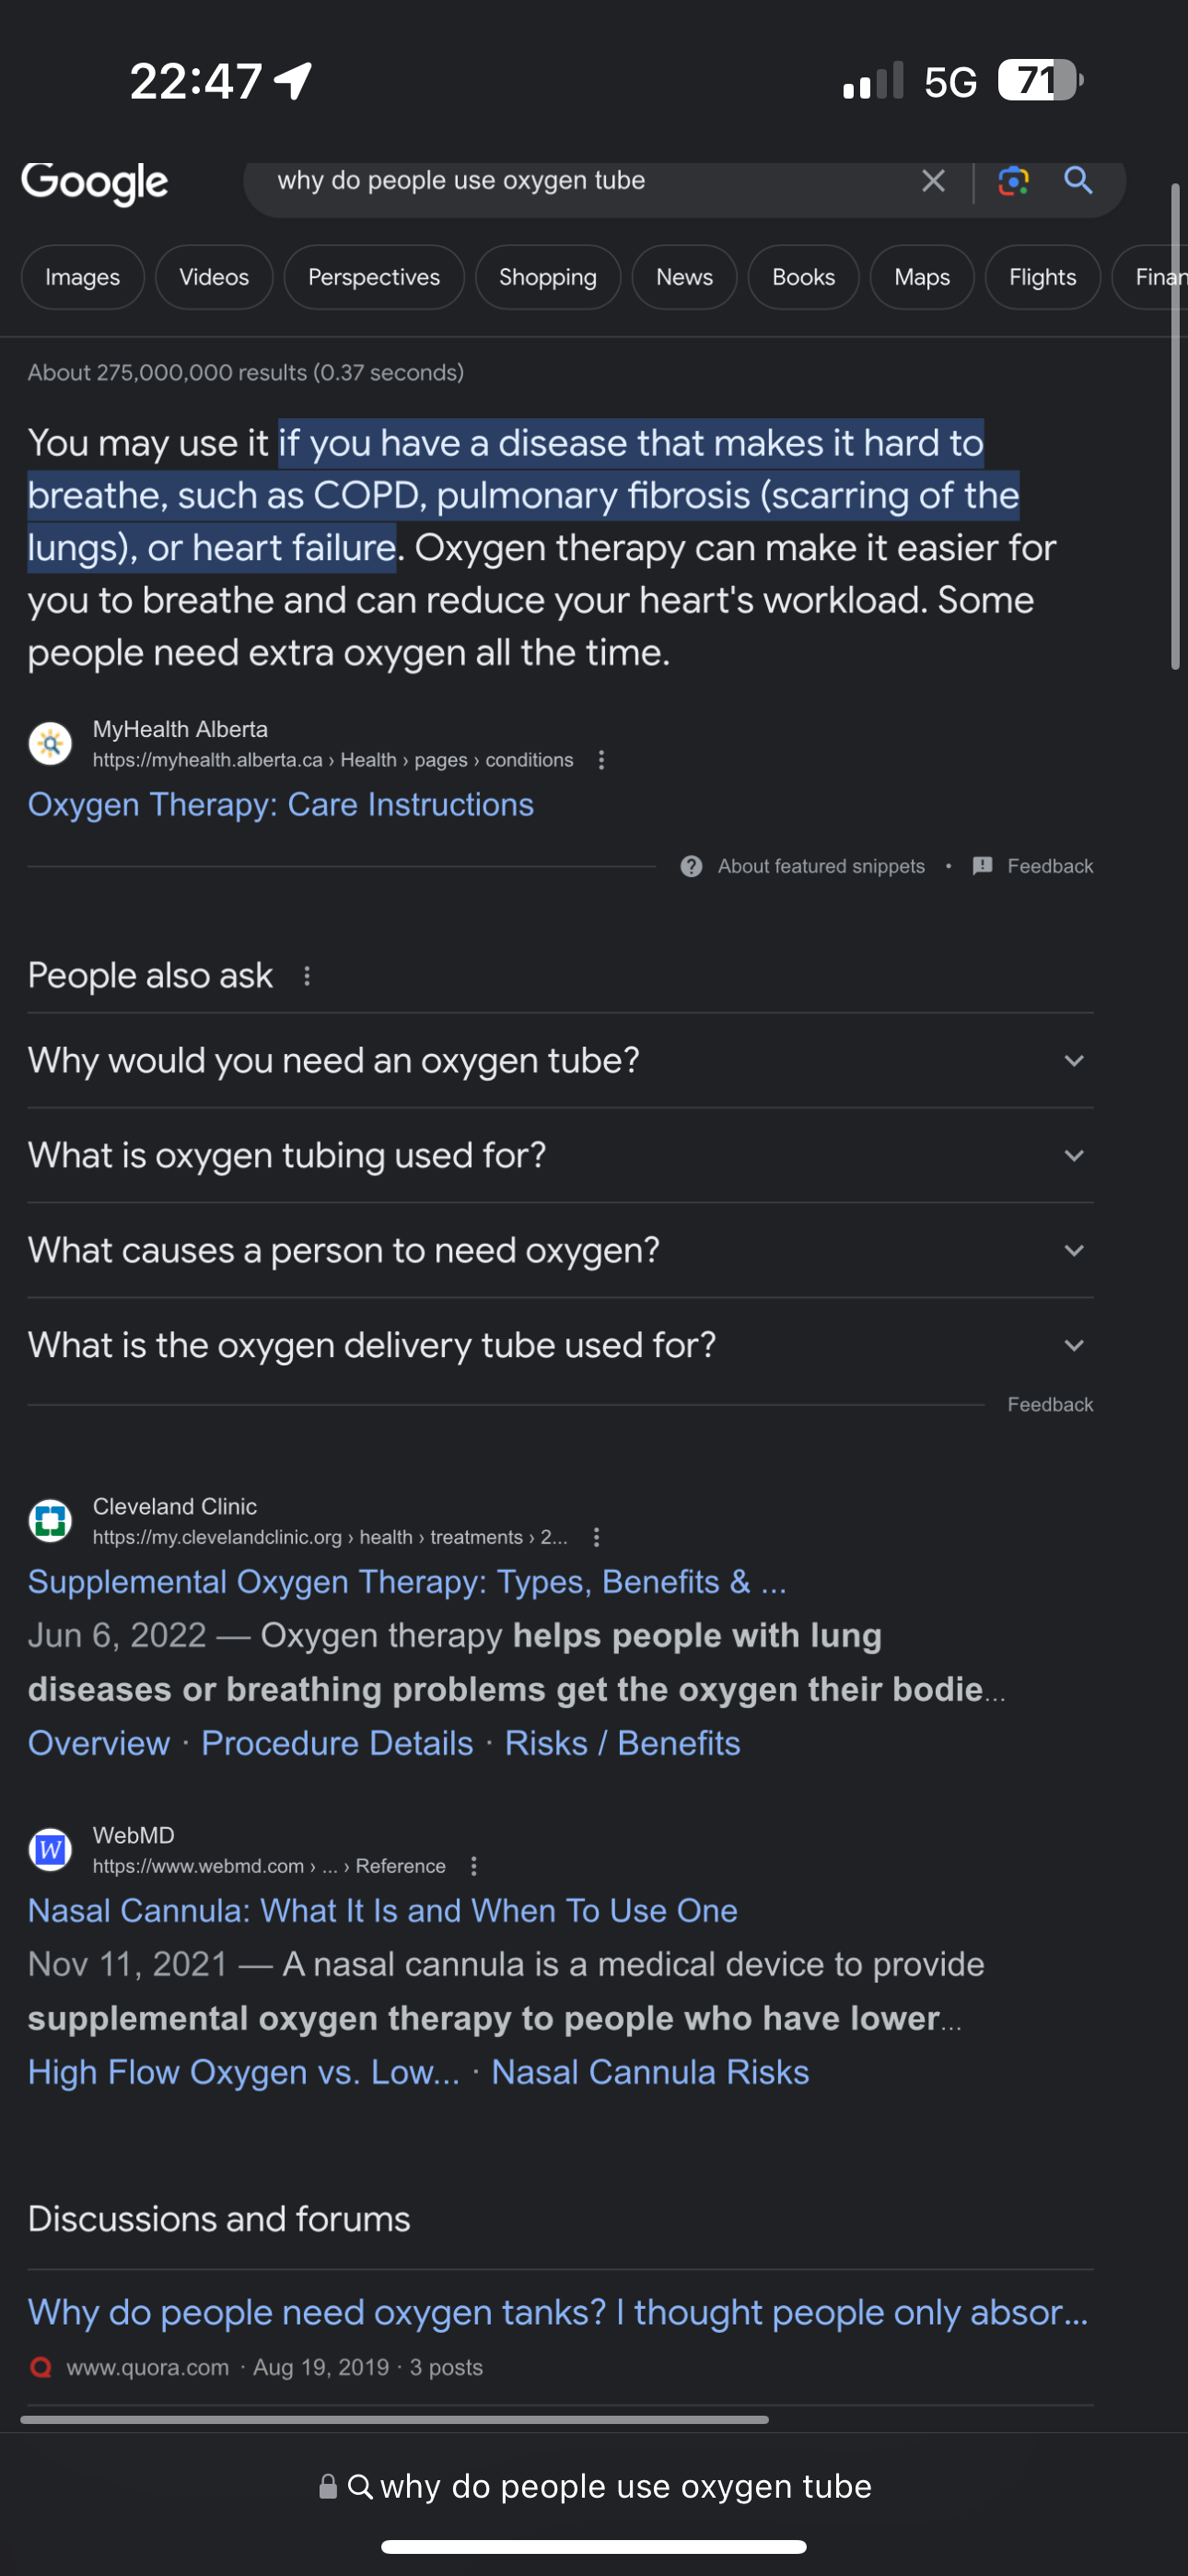 22:47
5G 71
Google why do people use oxygen tube
Images Videos Perspectives Shopping News Books Maps Flights Finan
About 275,000,000 results (0.37 seconds)
You may use it if you have a disease that makes it hard to
breathe, such as COPD, pulmonary fibrosis (scarring of the
lungs), or heart failure. Oxygen therapy can make it easier for
you to breathe and can reduce your heart's workload. Some
people need extra oxygen all the time.
MyHealth Alberta
https://myhealth.alberta.ca › Health › pages › conditions
Oxygen Therapy: Care Instructions
About featured snippets • Feedback
People also ask
Why would you need an oxygen tube?
What is oxygen tubing used for?
What causes a person to need oxygen?
What is the oxygen delivery tube used for?
Feedback
Cleveland Clinic
https://my.clevelandclinic.org › health › treatments › 2...
Supplemental Oxygen Therapy: Types, Benefits & ...
Jun 6, 2022 — Oxygen therapy helps people with lung
diseases or breathing problems get the oxygen their bodie...
Overview · Procedure Details · Risks / Benefits
W
WebMD
https://www.webmd.com › ... › Reference
Nasal Cannula: What It Is and When To Use One
Nov 11, 2021 — A nasal cannula is a medical device to provide
supplemental oxygen therapy to people who have lower...
High Flow Oxygen vs. Low... · Nasal Cannula Risks
Discussions and forums
Why do people need oxygen tanks? I thought people only absor...
www.quora.com · Aug 19, 2019 · 3 posts
why do people use oxygen tube